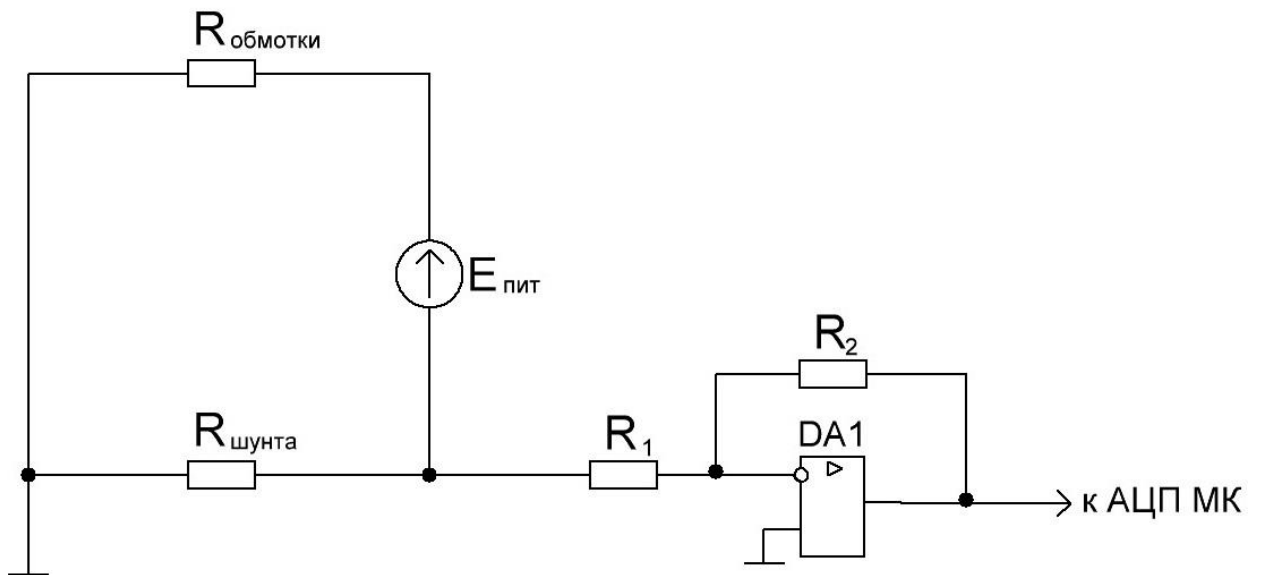 R обмотки
E пит
R2
R шунта
R1
DA1
к АЦП МК